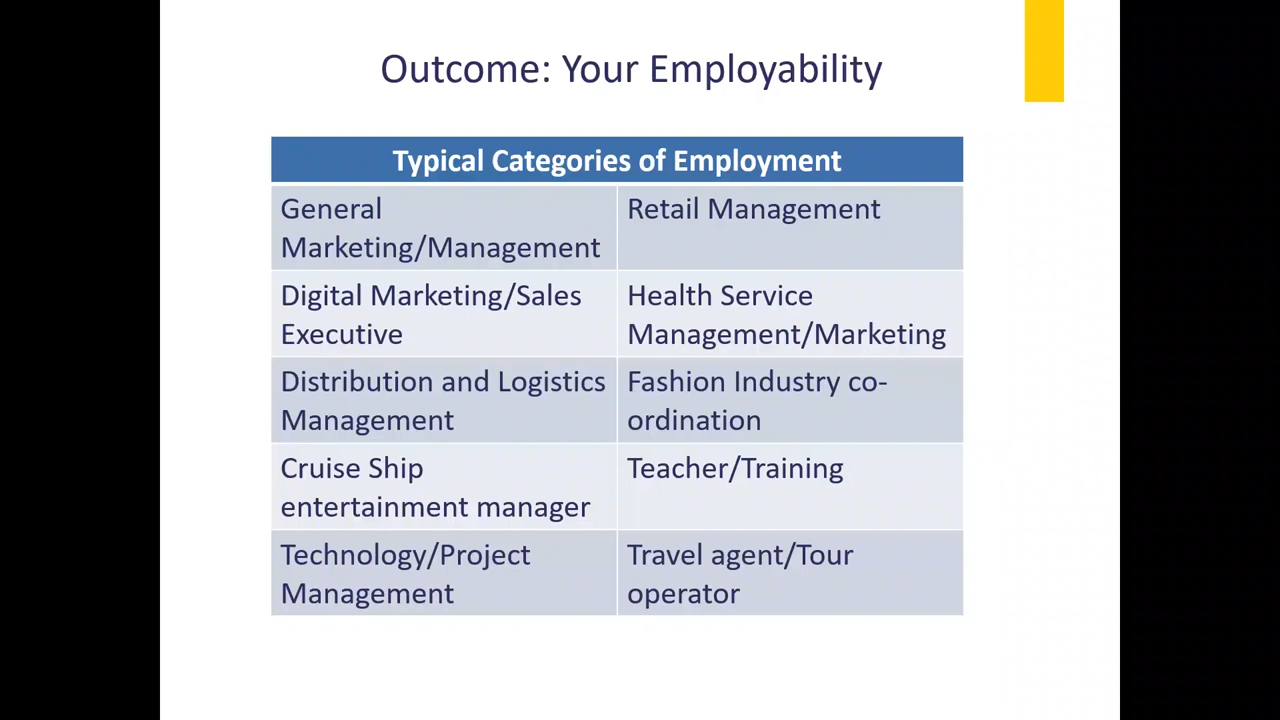 Outcome: Your Employability
Typical Categories of Employment
General
Marketing/Management
Retail Management
Digital Marketing/Sales
Executive
Health Service
Management/Marketing
Distribution and Logistics
Management
Fashion Industry co-
ordination
Cruise Ship
entertainment manager
Teacher/Training
Technology/Project
Management
Travel agent/Tour
operator